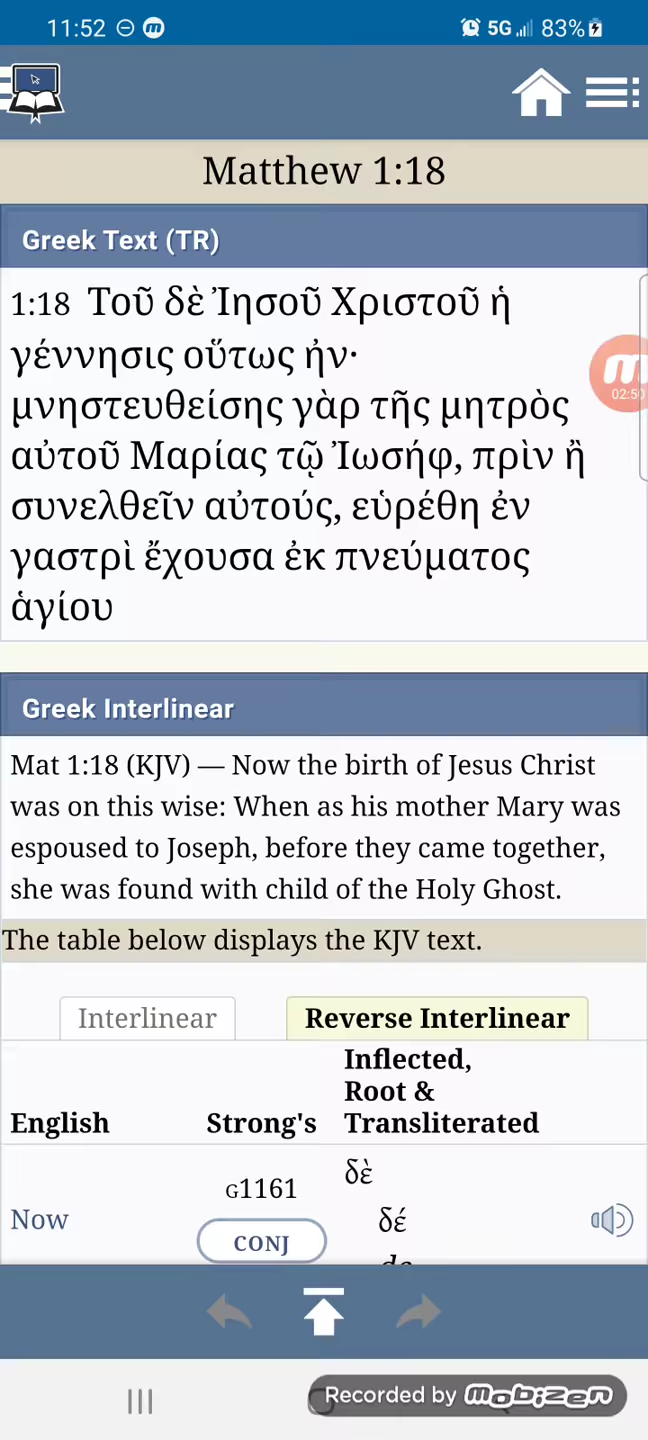 11:52
5G 83%
Matthew 1:18
Greek Text (TR)
1:18 Τοῦ δὲ Ἰησοῦ Χριστοῦ ἡ
γέννησις οὕτως ἠν·
μνηστευθείσης γὰρ τῆς μητρὸς
αὐτοῦ Μαρίας τῷ Ἰωσήφ, πρὶν ἢ
συνελθεῖν αὐτούς, εὑρέθη ἐν
γαστρὶ ἔχουσα ἐκ πνεύματος
ἁγίου
02:50
Greek Interlinear
Mat 1:18 (KJV) — Now the birth of Jesus Christ
was on this wise: When as his mother Mary was
espoused to Joseph, before they came together,
she was found with child of the Holy Ghost.
The table below displays the KJV text.
Interlinear Reverse Interlinear
English Strong's Inflected,
Root &
Transliterated
Now G1161 δὲ
CONJ δέ
Recorded by mobizen